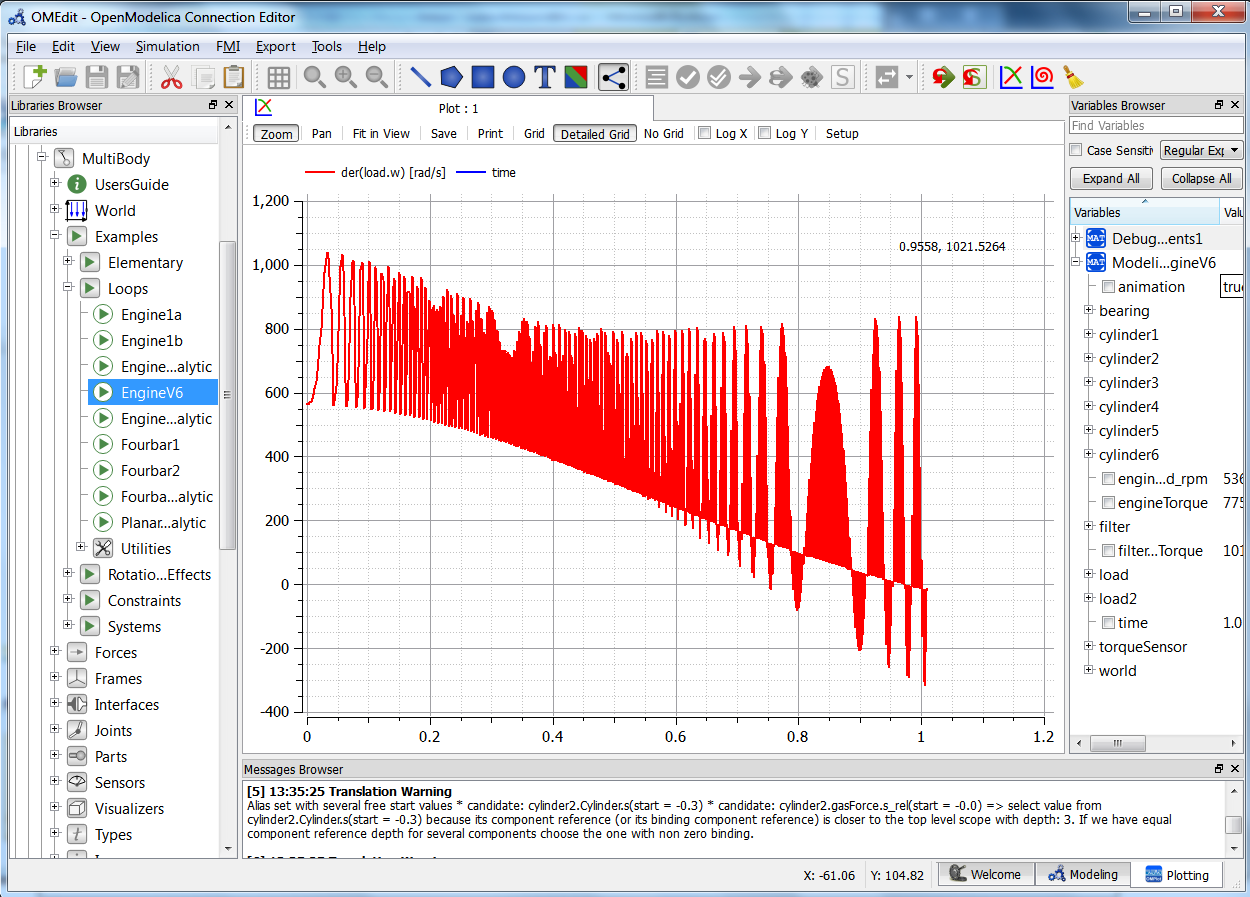 OMEdit - OpenModelica Connection Editor
File Edit View Simulation FMI Export Tools Help
T S
Libraries Browser
Libraries
MultiBody
UsersGuide
World
Examples
Elementary
Loops
Engine1a
Engine1b
Engine...alytic
EngineV6
Engine...alytic
Fourbar1
Fourbar2
Fourba...alytic
Planar...alytic
Utilities
Rotatio...Effects
Constraints
Systems
Forces
Frames
Interfaces
Joints
Parts
Sensors
Visualizers
Types
Plot : 1
Zoom Pan Fit in View Save Print Grid Detailed Grid No Grid Log X Log Y Setup
der(load.w) [rad/s] time
1,200
1,000
800
600
400
200
0
-200
-400
0.9558, 1021.5264
0 0.2 0.4 0.6 0.8 1 1.2
Messages Browser
[5] 13:35:25 Translation Warning
Alias set with several free start values * candidate: cylinder2.Cylinder.s(start = -0.3) * candidate: cylinder2.gasForce.s_rel(start = -0.0) => select value from
cylinder2.Cylinder.s(start = -0.3) because its component reference (or its binding component reference) is closer to the top level scope with depth: 3. If we have equal
component reference depth for several components choose the one with non zero binding.
Variables Browser
Find Variables
Case Sensiti Regular Exp
Expand All Collapse All
Variables Valu
MAT Debug...ents1
MAT Modeli...gineV6
animation true
bearing
cylinder1
cylinder2
cylinder3
cylinder4
cylinder5
cylinder6
engin...d_rpm 536
engineTorque 775
filter
filter...Torque 101
load
load2
time 1.0
torqueSensor
world
X: -61.06 Y: 104.82 Welcome Modeling Plotting